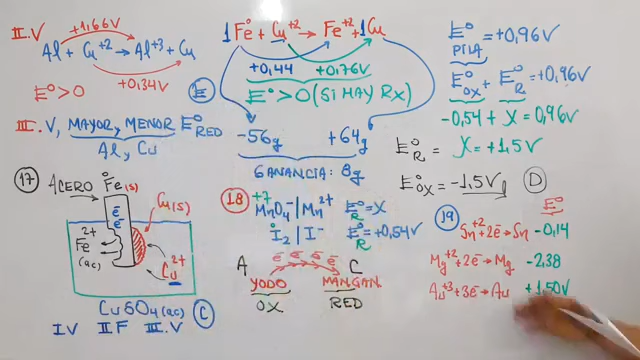 II.V +1,66V
Al + Cu+2 → Al+3 + Cu
+0,34V
E° > 0
III.V, MAYOR y MENOR E°RED
Al y Cu
1Fe° + Cu+2 → Fe+2 + 1Cu
+0,44 +0,76V
E E° > 0 (SI HAY RX)
-56g +64g
GANANCIA: 8g
E°PILA = +0,96V
E°OX + E°R = +0,96V
-0,54 + X = 0,96V
E°R = X = +1,5V
E°OX = -1,5V D
17 ACERO Fe°(s)
Cu(s)
e-
e-
Fe2+
(ac)
Cu2+
CuSO4(ac) C
IV II F III.V
18 +7
MnO4- | Mn2+ E°R = X
I2° | I- E°R = +0,54V
A e- e- e- e- C
YODO MANGAN.
OX RED
19 E°
Sn+2 + 2e- → Sn -0,14
Mg+2 + 2e- → Mg -2,38
Au+3 + 3e- → Au +1,50V